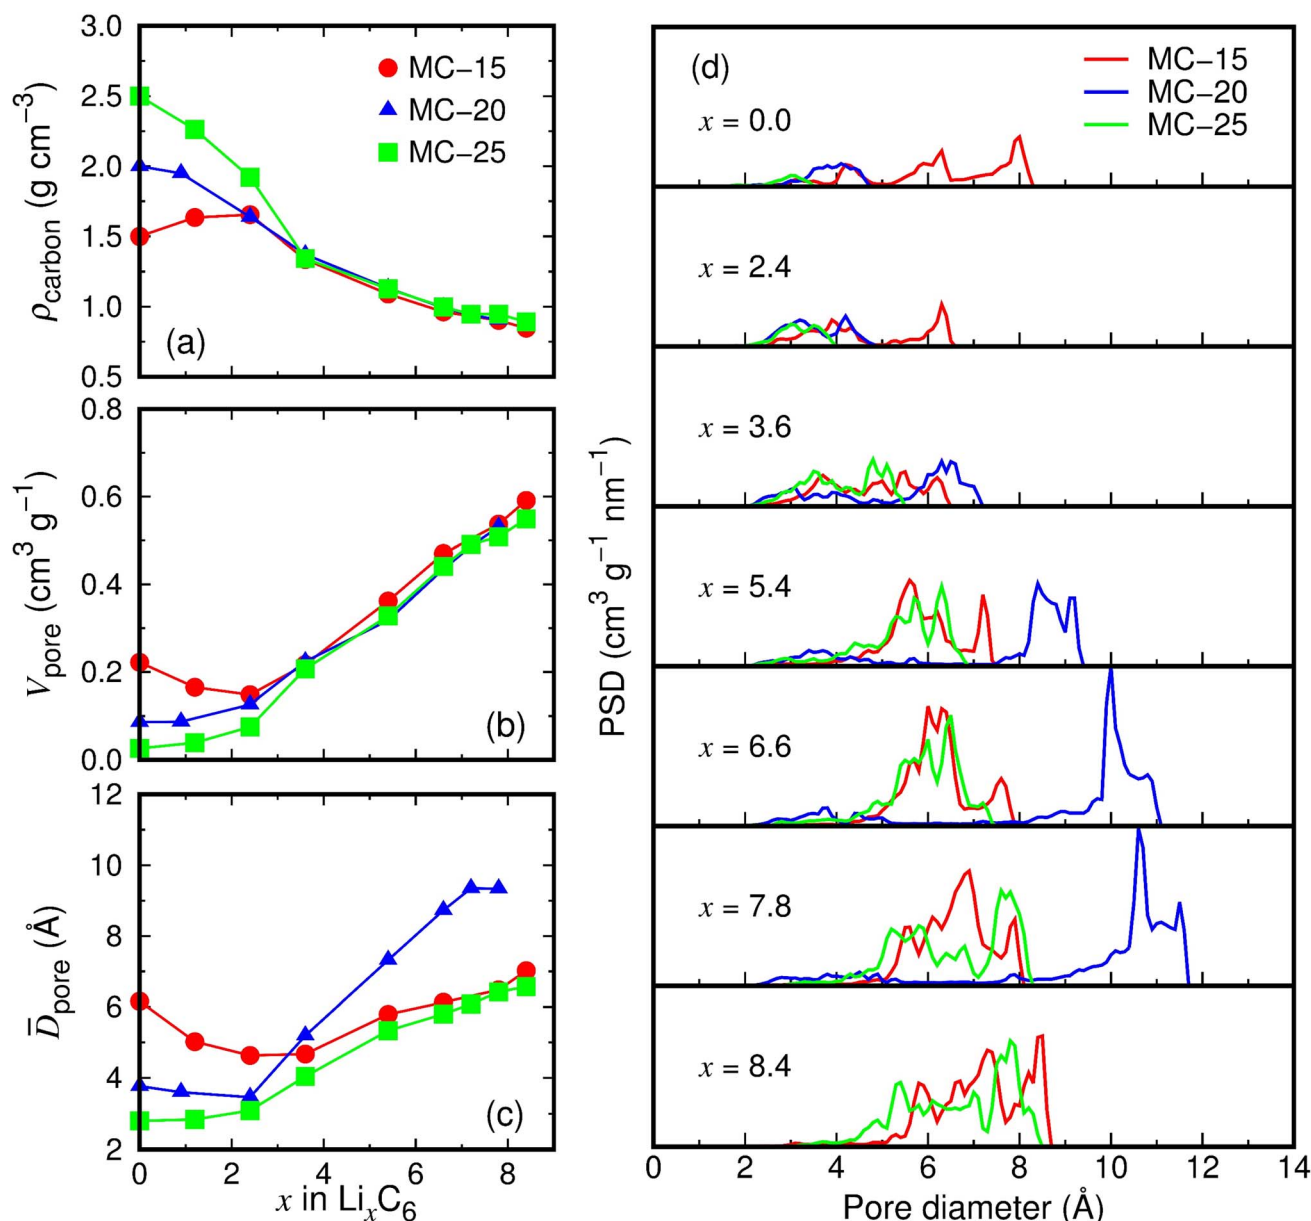 3.0
2.5
2.0
1.5
1.0
0.5
ρcarbon (g cm−3)
MC−15
MC−20
MC−25
(a)
0.8
0.6
0.4
0.2
0.0
Vpore (cm3 g−1)
(b)
12
10
8
6
4
2
D̅pore (Å)
(c)
0 2 4 6 8
x in LixC6
(d)
MC−15
MC−20
MC−25
x = 0.0
x = 2.4
x = 3.6
x = 5.4
x = 6.6
x = 7.8
x = 8.4
PSD (cm3 g−1 nm−1)
0 2 4 6 8 10 12 14
Pore diameter (Å)